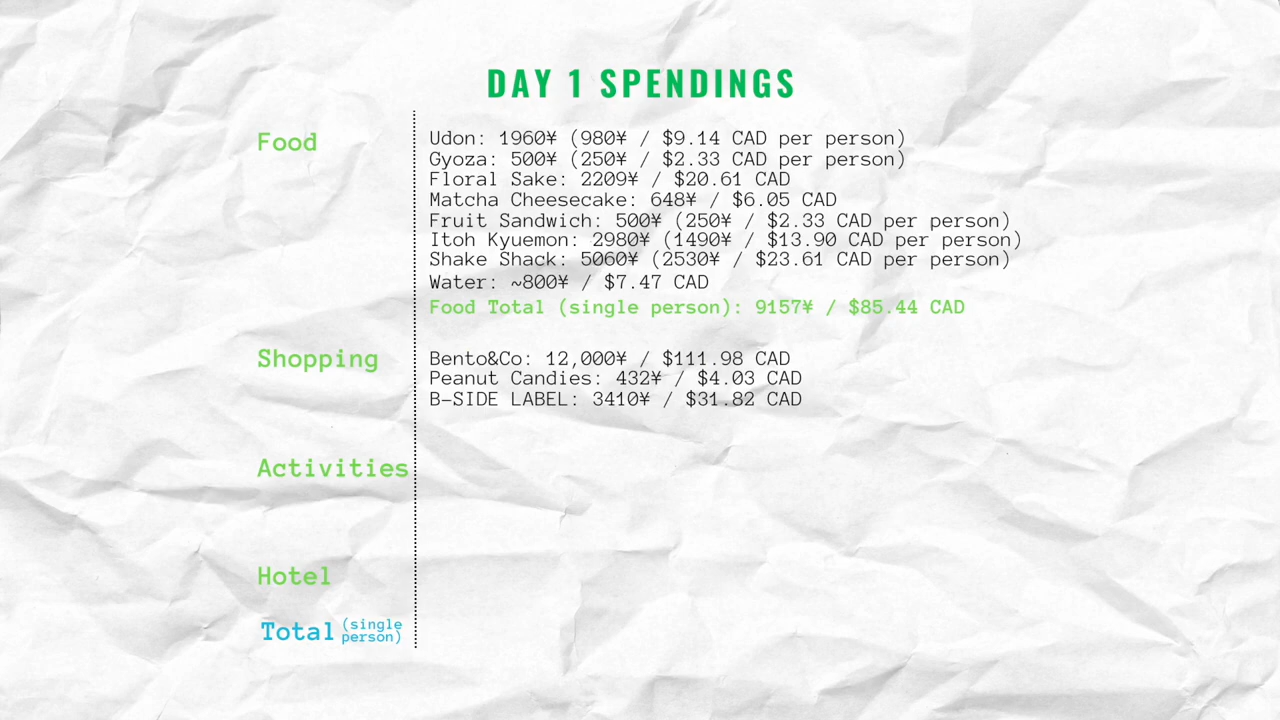 DAY 1 SPENDINGS
Food
Udon: 1960¥ (980¥ / $9.14 CAD per person)
Gyoza: 500¥ (250¥ / $2.33 CAD per person)
Floral Sake: 2209¥ / $20.61 CAD
Matcha Cheesecake: 648¥ / $6.05 CAD
Fruit Sandwich: 500¥ (250¥ / $2.33 CAD per person)
Itoh Kyuemon: 2980¥ (1490¥ / $13.90 CAD per person)
Shake Shack: 5060¥ (2530¥ / $23.61 CAD per person)
Water: ~800¥ / $7.47 CAD
Food Total (single person): 9157¥ / $85.44 CAD
Shopping
Bento&Co: 12,000¥ / $111.98 CAD
Peanut Candies: 432¥ / $4.03 CAD
B-SIDE LABEL: 3410¥ / $31.82 CAD
Activities
Hotel
Total (single person)